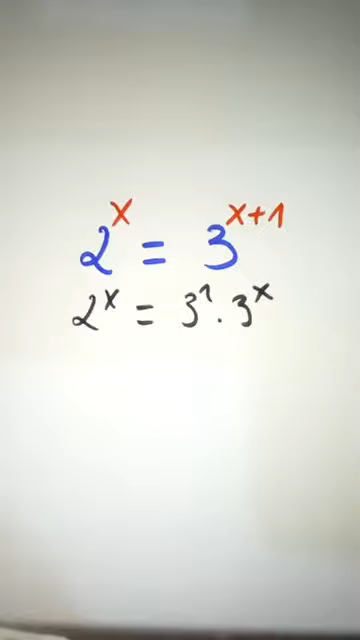 2^x = 3^{x+1}
2^x = 3^1 · 3^x